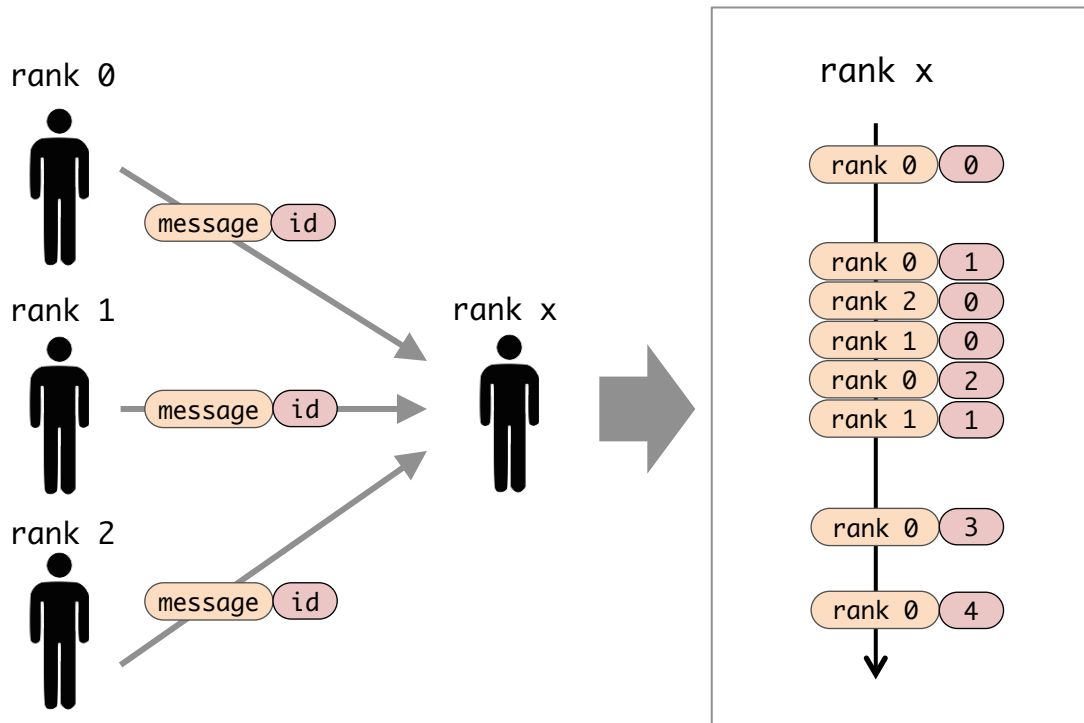 rank 0
message id
rank 1
message id
rank 2
message id
rank x
rank x
rank 0 0
rank 0 1
rank 2 0
rank 1 0
rank 0 2
rank 1 1
rank 0 3
rank 0 4